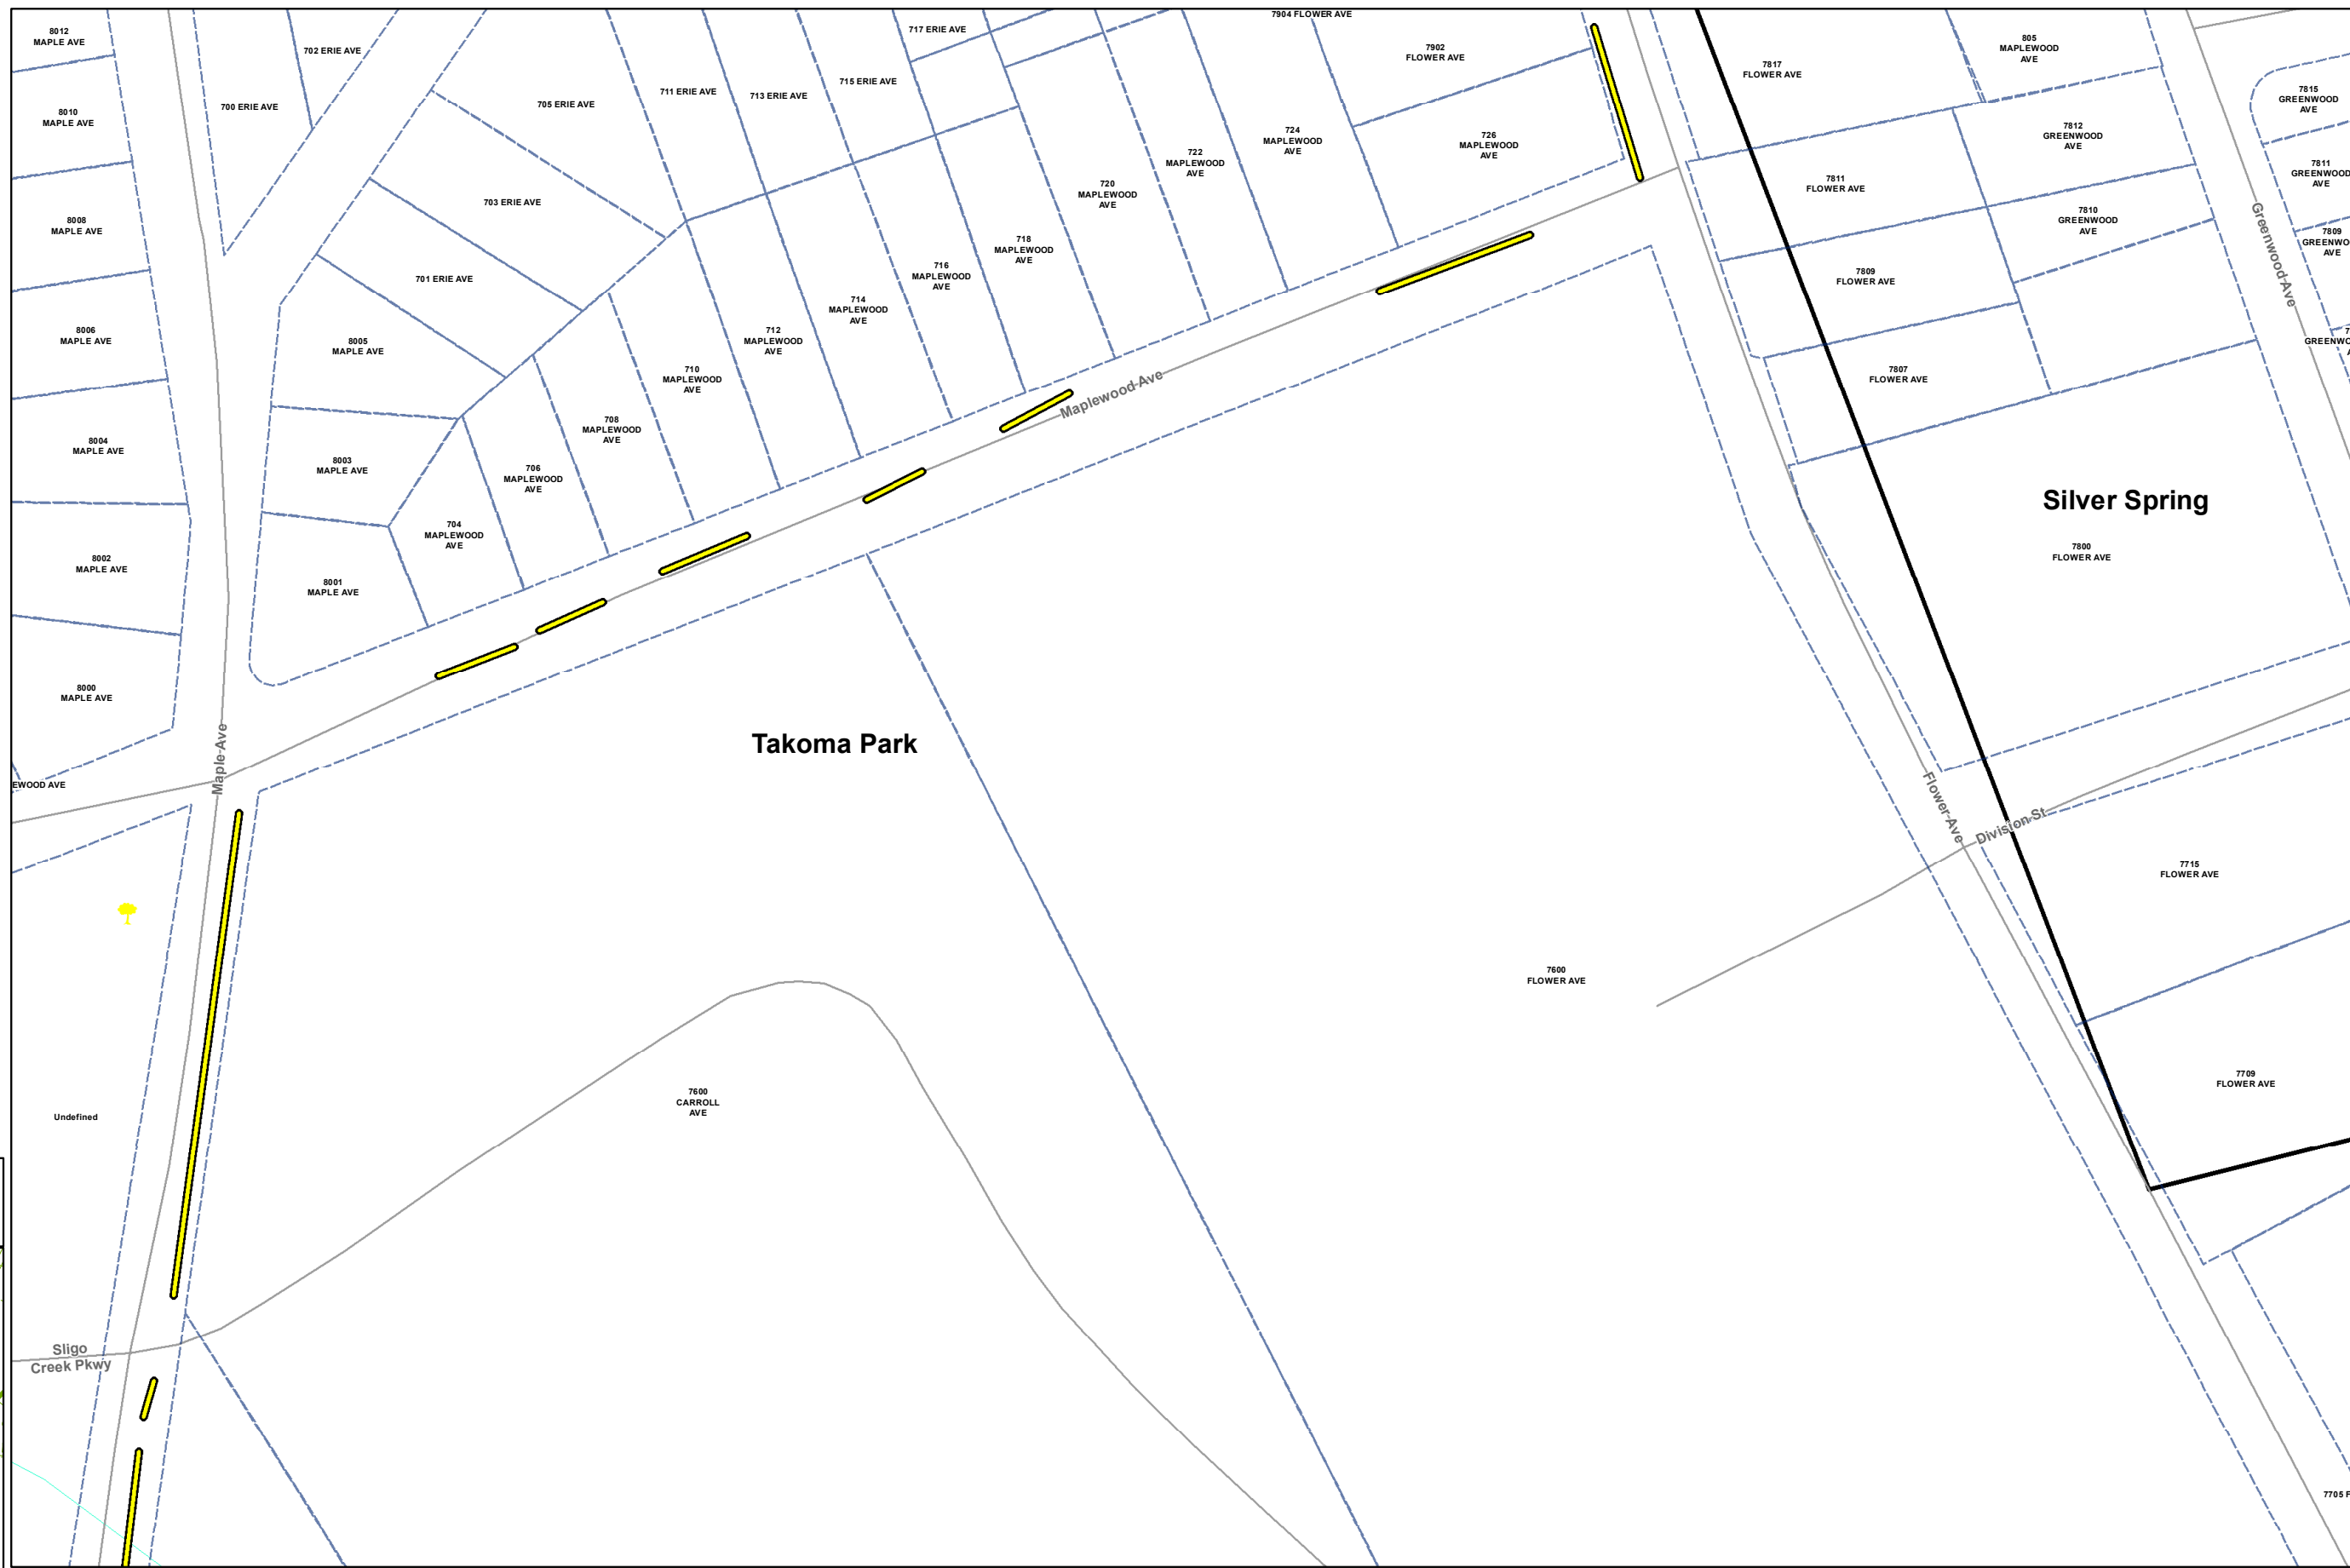 8012
MAPLE AVE
702 ERIE AVE
717 ERIE AVE
7904 FLOWER AVE
7902
FLOWER AVE
7817
FLOWER AVE
805
MAPLEWOOD
AVE
8010
MAPLE AVE
700 ERIE AVE
705 ERIE AVE
711 ERIE AVE
713 ERIE AVE
715 ERIE AVE
724
MAPLEWOOD
AVE
726
MAPLEWOOD
AVE
7812
GREENWOOD
AVE
7815
GREENWOOD
AVE
7811
GREENWOOD
AVE
722
MAPLEWOOD
AVE
720
MAPLEWOOD
AVE
703 ERIE AVE
7811
FLOWER AVE
7810
GREENWOOD
AVE
7809
GREENWO
AVE
Greenwood Ave
8008
MAPLE AVE
718
MAPLEWOOD
AVE
716
MAPLEWOOD
AVE
701 ERIE AVE
7809
FLOWER AVE
714
MAPLEWOOD
AVE
712
MAPLEWOOD
AVE
8006
MAPLE AVE
8005
MAPLE AVE
7
GREENWO
A
710
MAPLEWOOD
AVE
7807
FLOWER AVE
Maplewood Ave
708
MAPLEWOOD
AVE
8004
MAPLE AVE
8003
MAPLE AVE
706
MAPLEWOOD
AVE
Silver Spring
704
MAPLEWOOD
AVE
7800
FLOWER AVE
8002
MAPLE AVE
8001
MAPLE AVE
8000
MAPLE AVE
Maple Ave
Takoma Park
EWOOD AVE
Flower Ave
Division St
7715
FLOWER AVE
7600
FLOWER AVE
7709
FLOWER AVE
7600
CARROLL
AVE
Undefined
Sligo
Creek Pkwy
7705 F